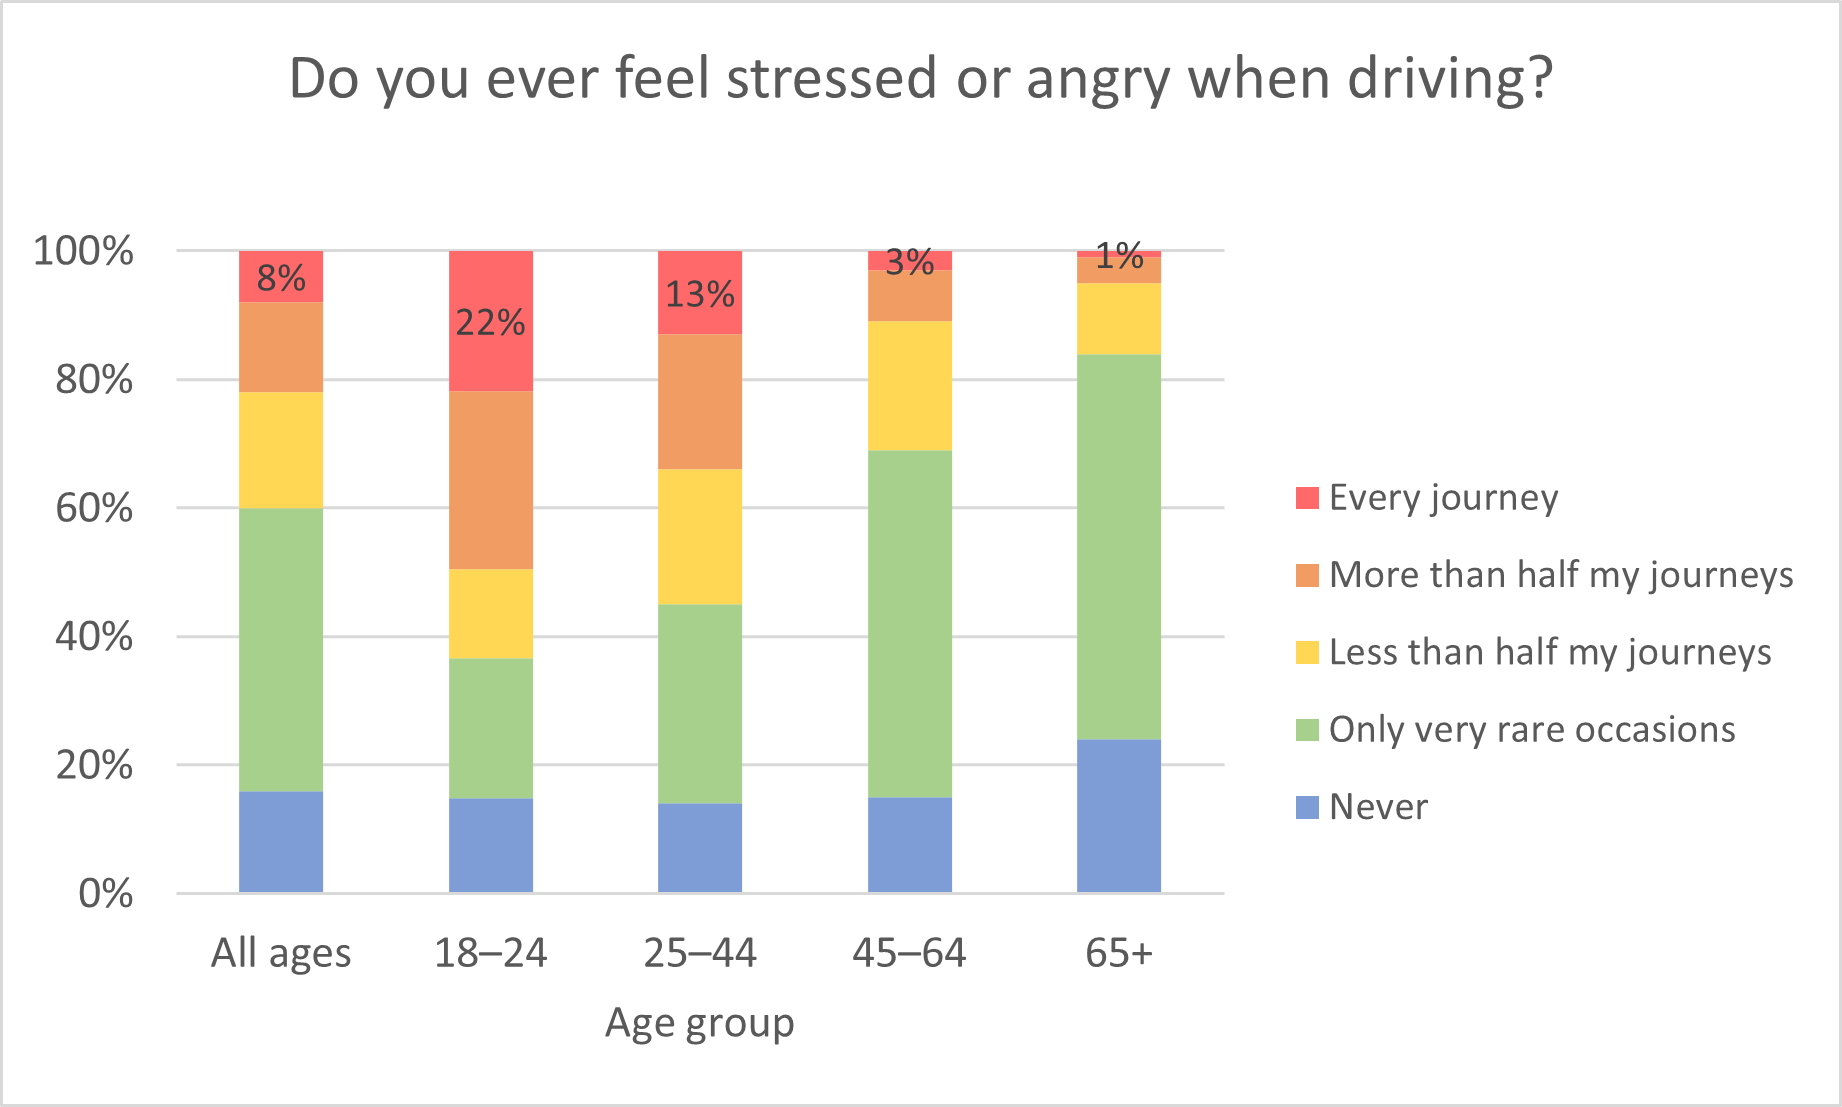 Do you ever feel stressed or angry when driving?
100%
80%
60%
40%
20%
0%
8%
22%
13%
3%
1%
All ages
18–24
25–44
45–64
65+
Age group
Every journey
More than half my journeys
Less than half my journeys
Only very rare occasions
Never